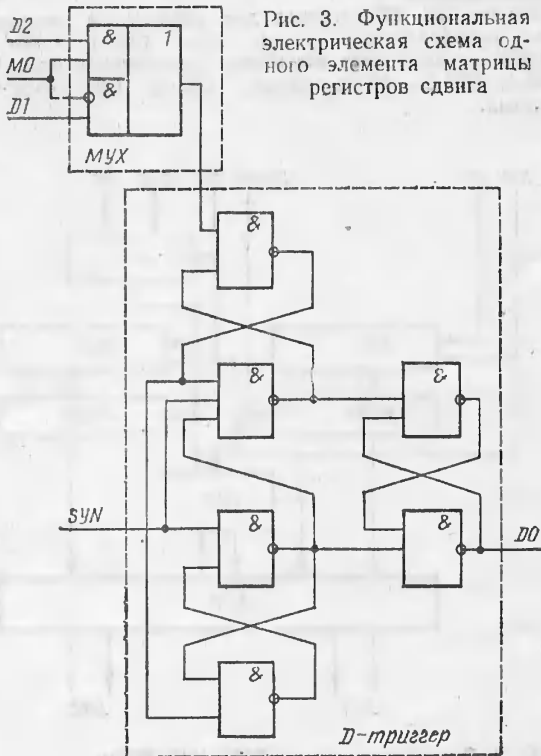 Рис. 3. Функциональная
электрическая схема од-
ного элемента матрицы
регистров сдвига
D2
M0
D1
&
1
&
MУX
&
&
&
SYN
&
&
D0
&
D-триггер